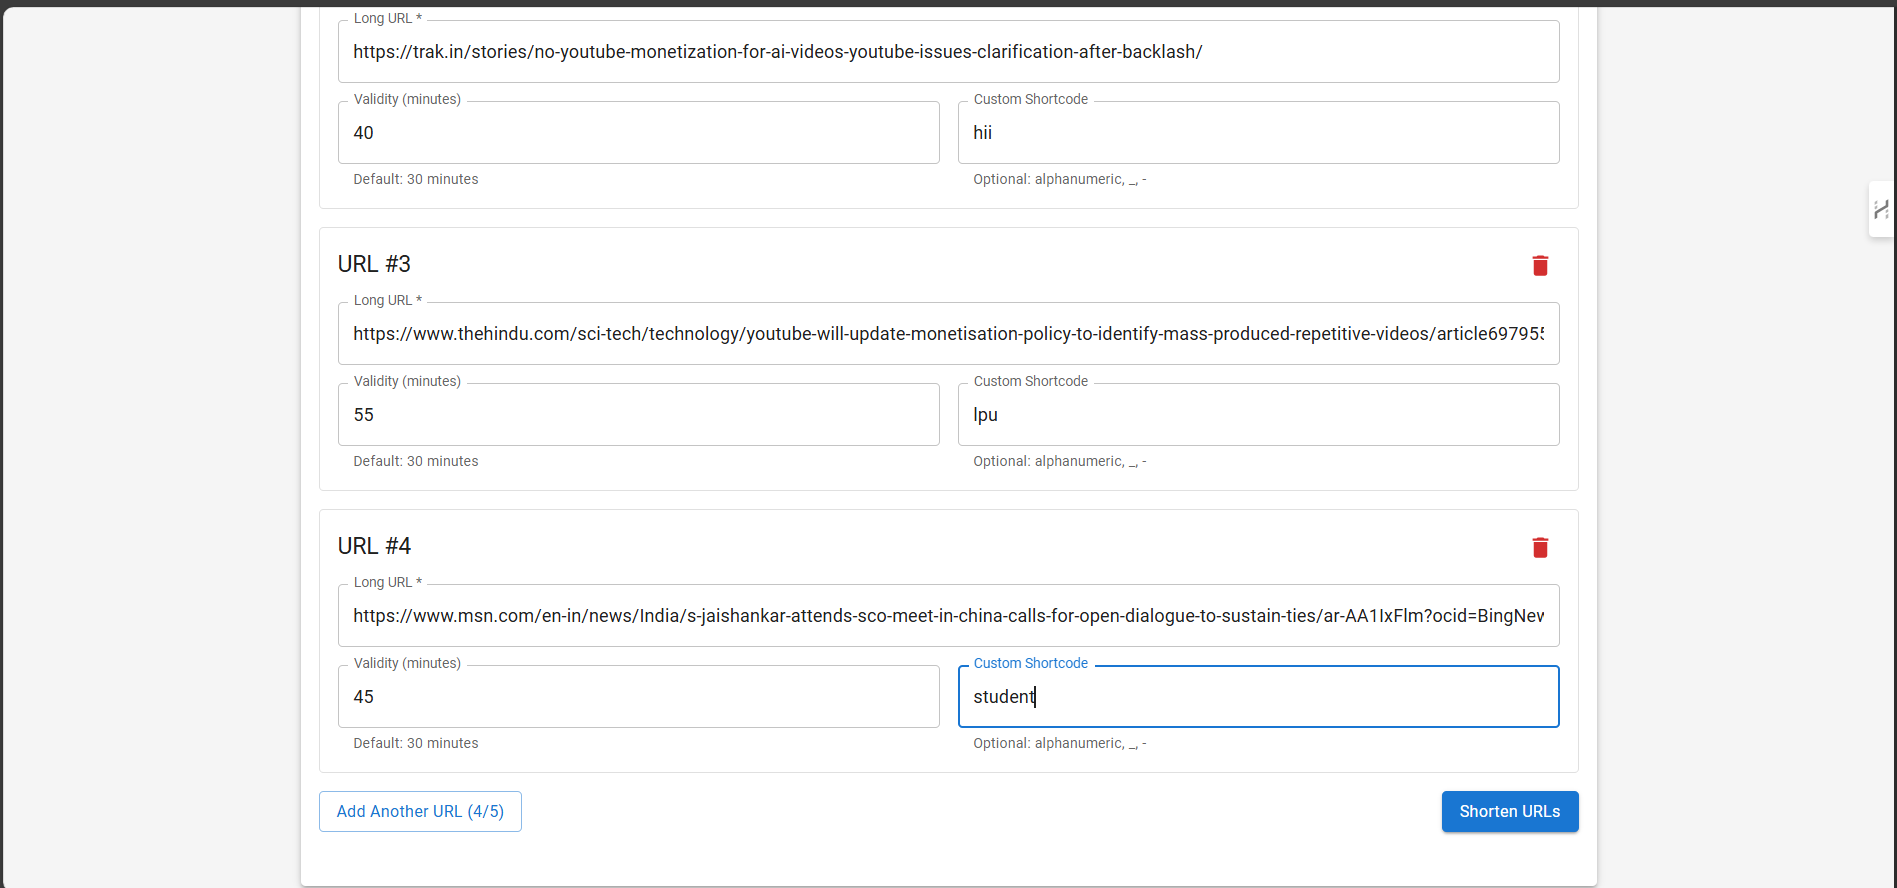 Long URL *
https://trak.in/stories/no-youtube-monetization-for-ai-videos-youtube-issues-clarification-after-backlash/
Validity (minutes)
Custom Shortcode
40
hii
Default: 30 minutes
Optional: alphanumeric, _, -
URL #3
Long URL *
https://www.thehindu.com/sci-tech/technology/youtube-will-update-monetisation-policy-to-identify-mass-produced-repetitive-videos/article697955
Validity (minutes)
Custom Shortcode
55
lpu
Default: 30 minutes
Optional: alphanumeric, _, -
URL #4
Long URL *
https://www.msn.com/en-in/news/India/s-jaishankar-attends-sco-meet-in-china-calls-for-open-dialogue-to-sustain-ties/ar-AA1IxFlm?ocid=BingNew
Validity (minutes)
Custom Shortcode
45
student
Default: 30 minutes
Optional: alphanumeric, _, -
Add Another URL (4/5)
Shorten URLs